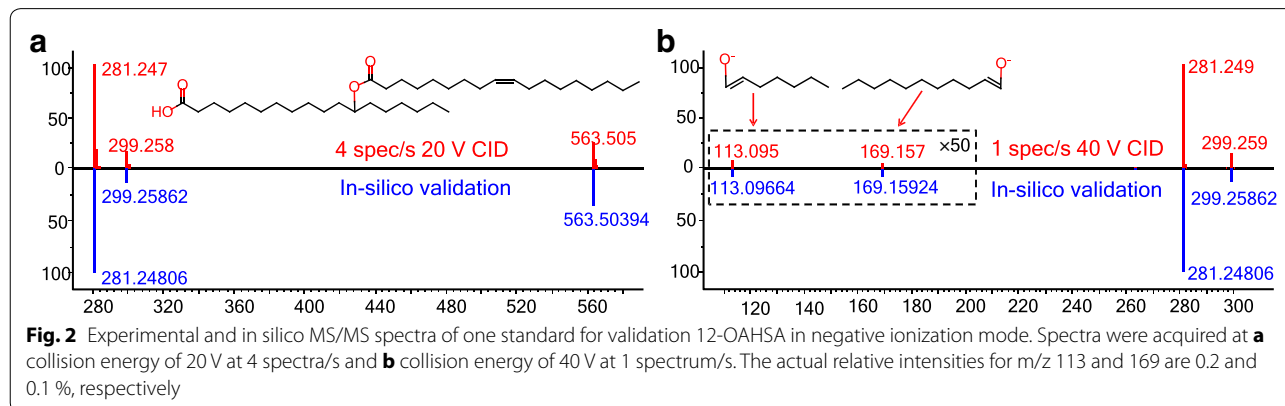 a
b
100
281.247
O
O
HO
O
50
299.258
4 spec/s 20 V CID
563.505
0
In-silico validation
299.25862
563.50394
50
100
281.24806
280
320
360
400
440
480
520
560
100
O-
O-
281.249
50
113.095
169.157
×50
1 spec/s 40 V CID
299.259
0
113.09664
169.15924
In-silico validation
299.25862
50
100
281.24806
120
140
160
180
200
220
240
260
280
300
Fig. 2 Experimental and in silico MS/MS spectra of one standard for validation 12-OAHSA in negative ionization mode. Spectra were acquired at a
collision energy of 20 V at 4 spectra/s and b collision energy of 40 V at 1 spectrum/s. The actual relative intensities for m/z 113 and 169 are 0.2 and
0.1 %, respectively